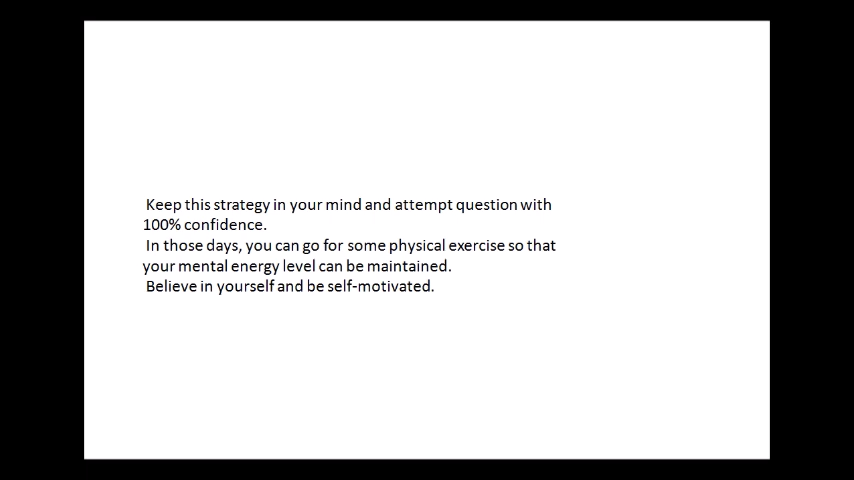 Keep this strategy in your mind and attempt question with
100% confidence.
In those days, you can go for some physical exercise so that
your mental energy level can be maintained.
Believe in yourself and be self-motivated.